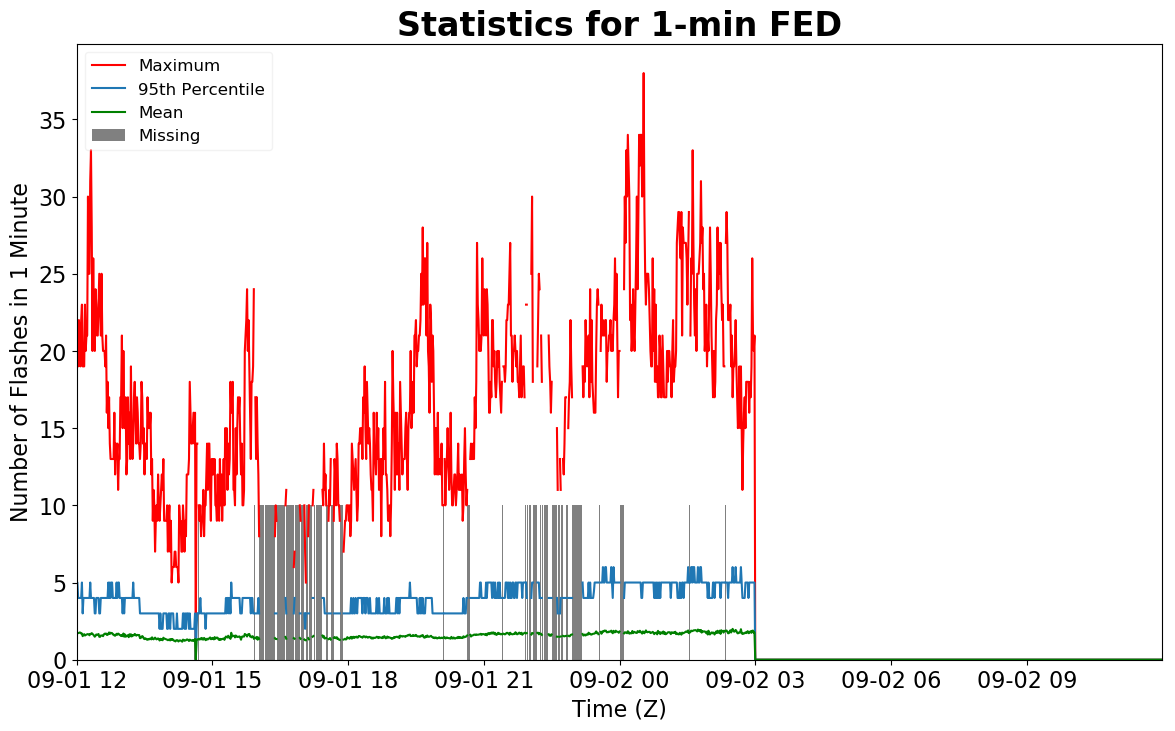 Statistics for 1-min FED
Maximum
95th Percentile
Mean
Missing
Number of Flashes in 1 Minute
35
30
25
20
15
10
5
0
09-01 12
09-01 15
09-01 18
09-01 21
09-02 00
09-02 03
09-02 06
09-02 09
Time (Z)